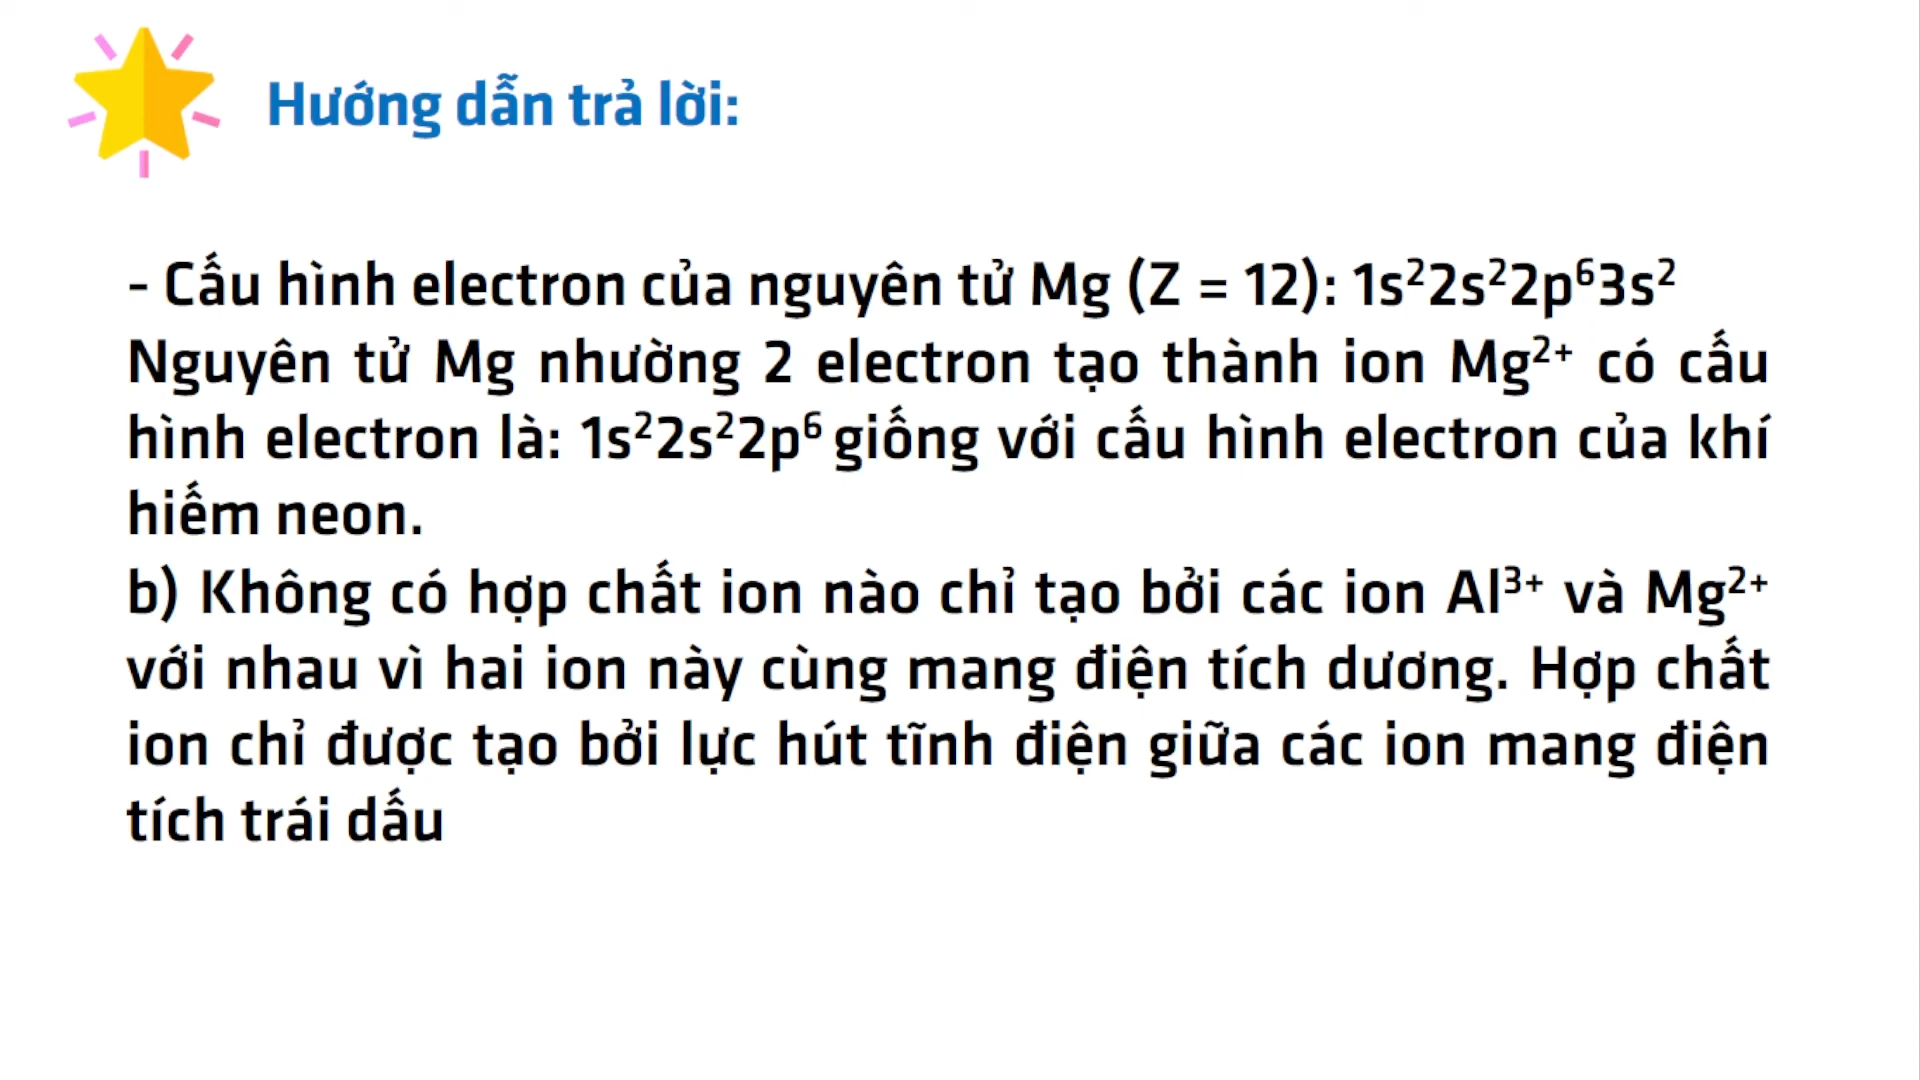 Hướng dẫn trả lời:
- Cấu hình electron của nguyên tử Mg (Z = 12): 1s²2s²2p⁶3s²
Nguyên tử Mg nhường 2 electron tạo thành ion Mg²⁺ có cấu
hình electron là: 1s²2s²2p⁶ giống với cấu hình electron của khí
hiếm neon.
b) Không có hợp chất ion nào chỉ tạo bởi các ion Al³⁺ và Mg²⁺
với nhau vì hai ion này cùng mang điện tích dương. Hợp chất
ion chỉ được tạo bởi lực hút tĩnh điện giữa các ion mang điện
tích trái dấu